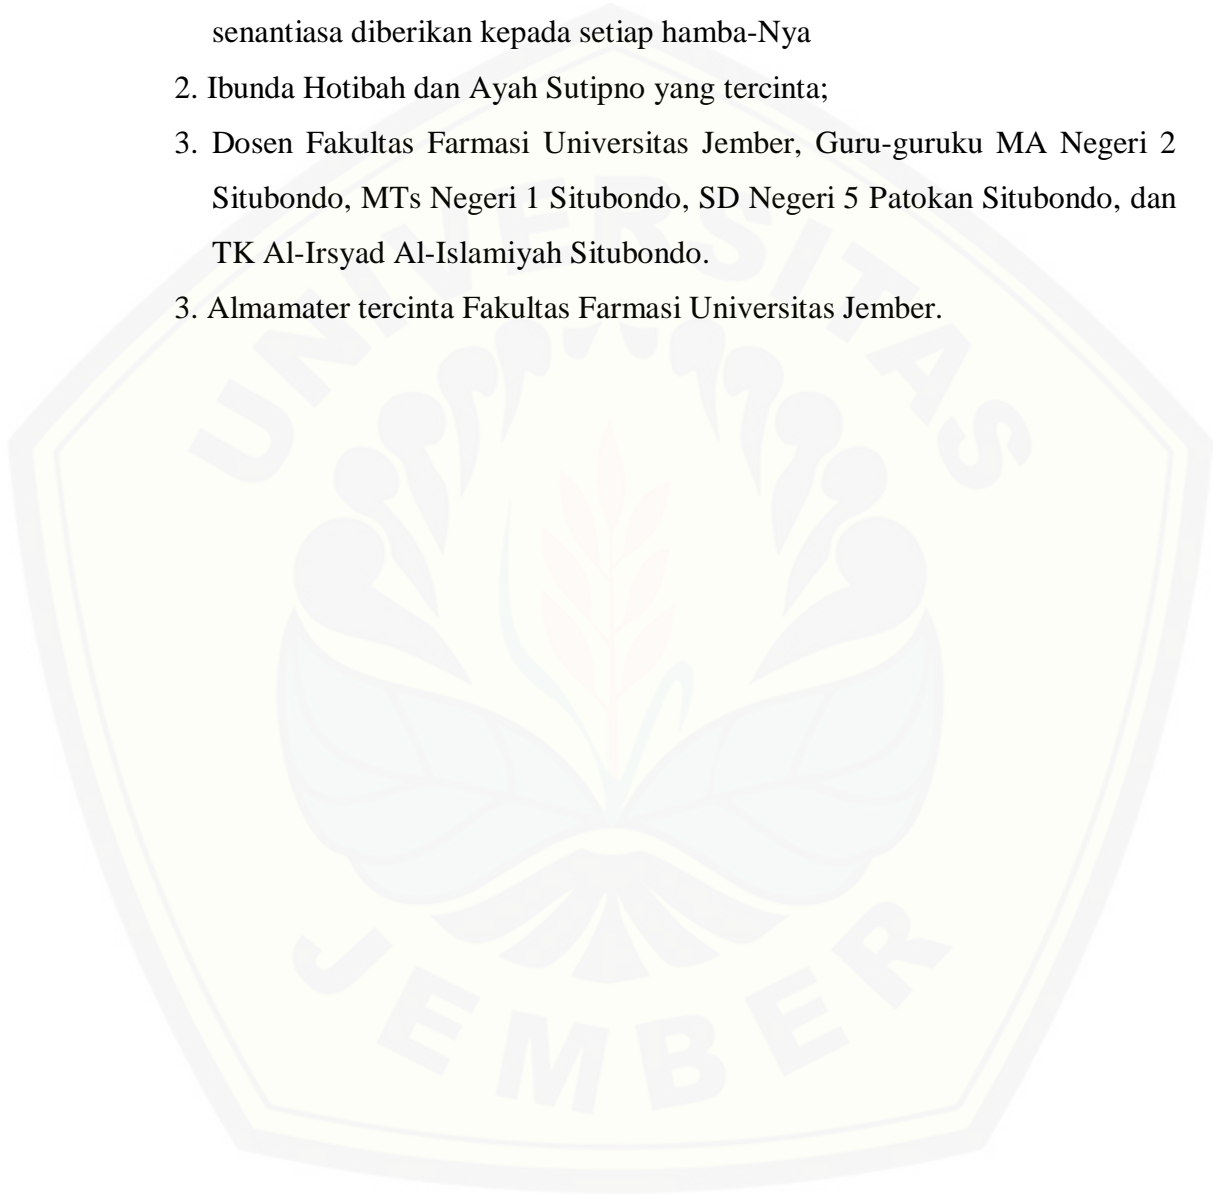 senantiasa diberikan kepada setiap hamba-Nya
2. Ibunda Hotibah dan Ayah Sutipno yang tercinta;
3. Dosen Fakultas Farmasi Universitas Jember, Guru-guruku MA Negeri 2
Situbondo, MTs Negeri 1 Situbondo, SD Negeri 5 Patokan Situbondo, dan
TK Al-Irsyad Al-Islamiyah Situbondo.
3. Almamater tercinta Fakultas Farmasi Universitas Jember.
UNIVERSITAS
JEMBER